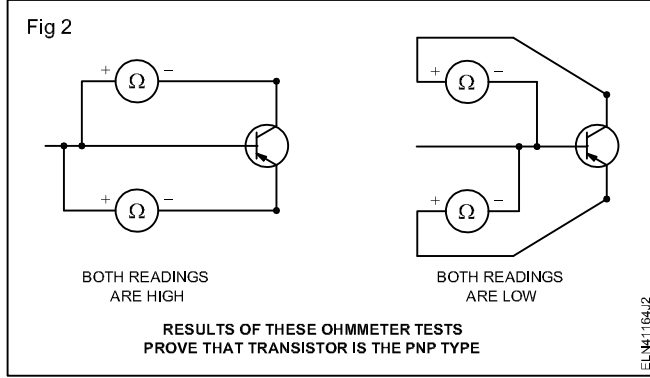 Fig 2
+ Ω −
+ Ω −
BOTH READINGS
ARE HIGH
+ Ω −
+ Ω −
BOTH READINGS
ARE LOW
RESULTS OF THESE OHMMETER TESTS
PROVE THAT TRANSISTOR IS THE PNP TYPE
ELN41164J2